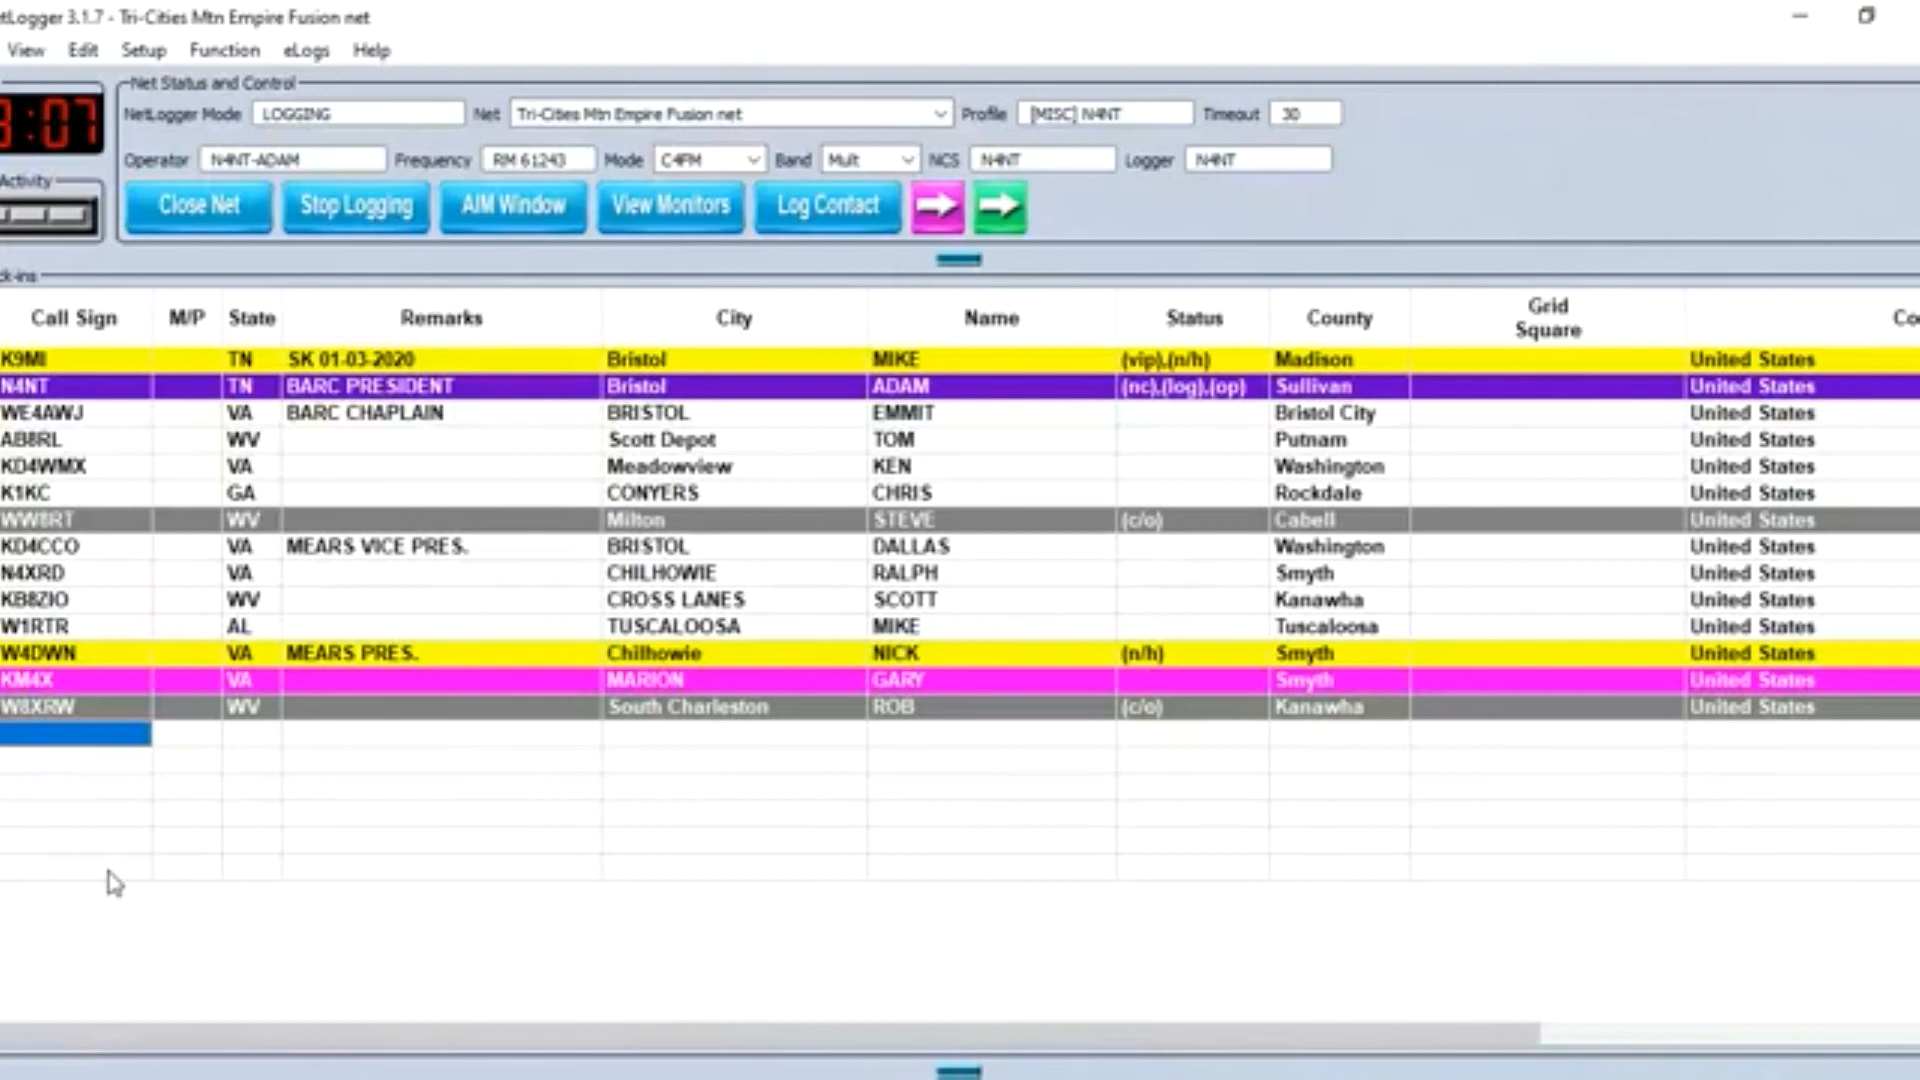 tLogger 3.1.7 - Tri-Cities Mtn Empire Fusion net
View Edit Setup Function eLogs Help
Net Status and Control
:07 NetLogger Mode LOGGING Net Tri-Cities Mtn Empire Fusion net Profile [MISC] N4NT Timeout 30
Operator N4NT-ADAM Frequency RM 61243 Mode C4FM Band Mult NCS N4NT Logger N4NT
Activity
Close Net Stop Logging AIM Window View Monitors Log Contact
ck-ins
Call Sign M/P State Remarks City Name Status County Grid Square Co
K9MI TN SK 01-03-2020 Bristol MIKE (vip),(n/h) Madison United States
N4NT TN BARC PRESIDENT Bristol ADAM (nc),(log),(op) Sullivan United States
WE4AWJ VA BARC CHAPLAIN BRISTOL EMMIT Bristol City United States
AB8RL WV Scott Depot TOM Putnam United States
KD4WMX VA Meadowview KEN Washington United States
K1KC GA CONYERS CHRIS Rockdale United States
WW8RT WV Milton STEVE (c/o) Cabell United States
KD4CCO VA MEARS VICE PRES. BRISTOL DALLAS Washington United States
N4XRD VA CHILHOWIE RALPH Smyth United States
KB8ZIO WV CROSS LANES SCOTT Kanawha United States
W1RTR AL TUSCALOOSA MIKE Tuscaloosa United States
W4DWN VA MEARS PRES. Chilhowie NICK (n/h) Smyth United States
KM4X VA MARION GARY Smyth United States
W8XRW WV South Charleston ROB (c/o) Kanawha United States